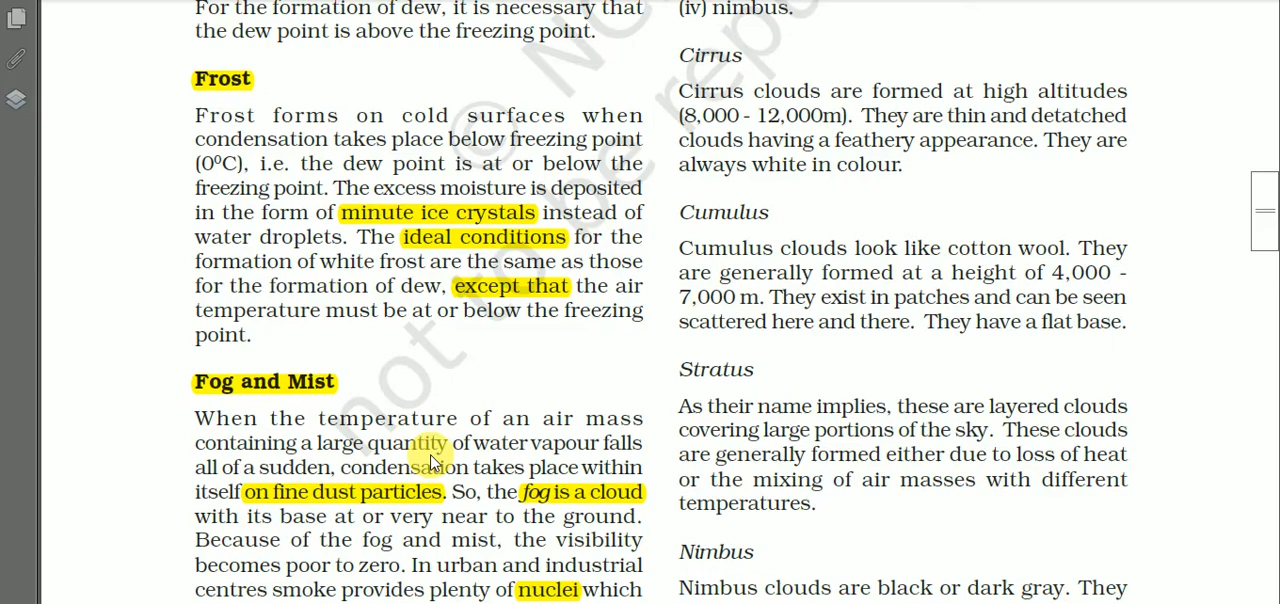 For the formation of dew, it is necessary that
the dew point is above the freezing point.
Frost
Frost forms on cold surfaces when
condensation takes place below freezing point
(0⁰C), i.e. the dew point is at or below the
freezing point. The excess moisture is deposited
in the form of minute ice crystals instead of
water droplets. The ideal conditions for the
formation of white frost are the same as those
for the formation of dew, except that the air
temperature must be at or below the freezing
point.
Fog and Mist
When the temperature of an air mass
containing a large quantity of water vapour falls
all of a sudden, condensation takes place within
itself on fine dust particles. So, the fog is a cloud
with its base at or very near to the ground.
Because of the fog and mist, the visibility
becomes poor to zero. In urban and industrial
centres smoke provides plenty of nuclei which
(iv) nimbus.
Cirrus
Cirrus clouds are formed at high altitudes
(8,000 - 12,000m). They are thin and detatched
clouds having a feathery appearance. They are
always white in colour.
Cumulus
Cumulus clouds look like cotton wool. They
are generally formed at a height of 4,000 -
7,000 m. They exist in patches and can be seen
scattered here and there. They have a flat base.
Stratus
As their name implies, these are layered clouds
covering large portions of the sky. These clouds
are generally formed either due to loss of heat
or the mixing of air masses with different
temperatures.
Nimbus
Nimbus clouds are black or dark gray. They
© NC
not to be repu